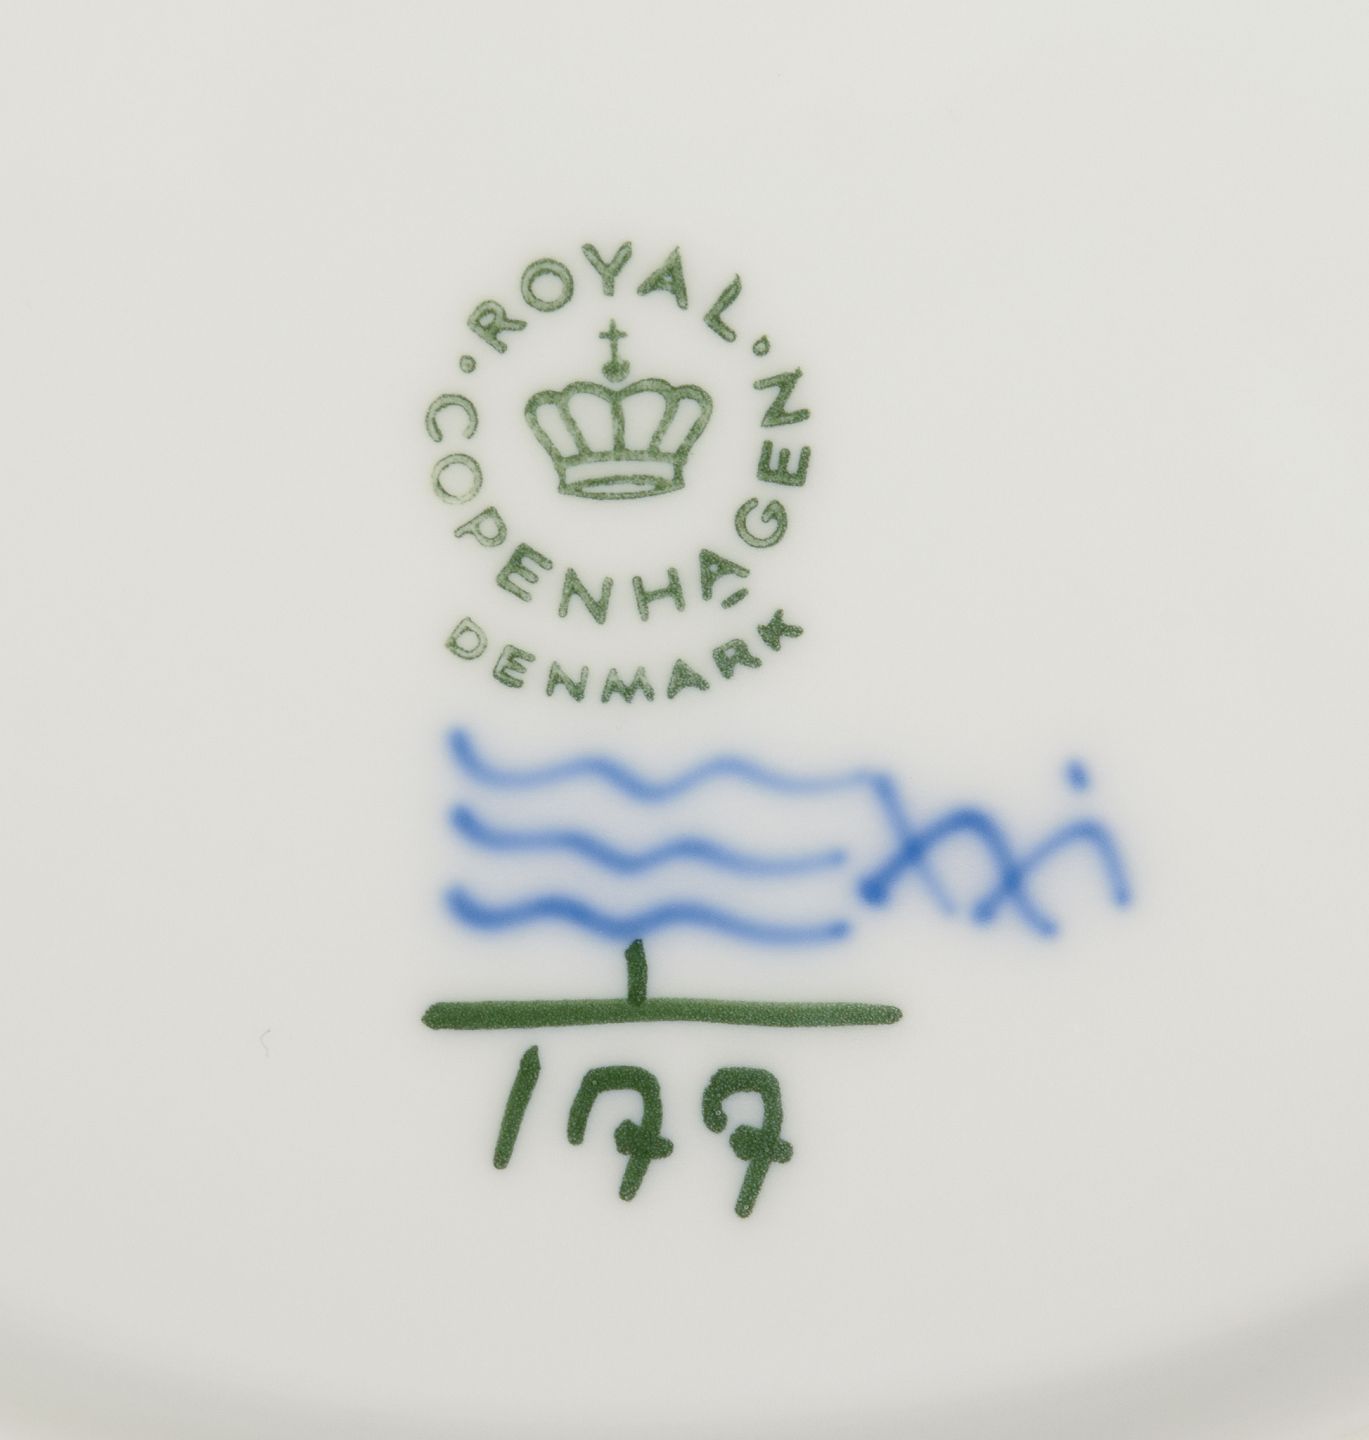 · ROYAL · COPENHAGEN
DENMARK
1
177